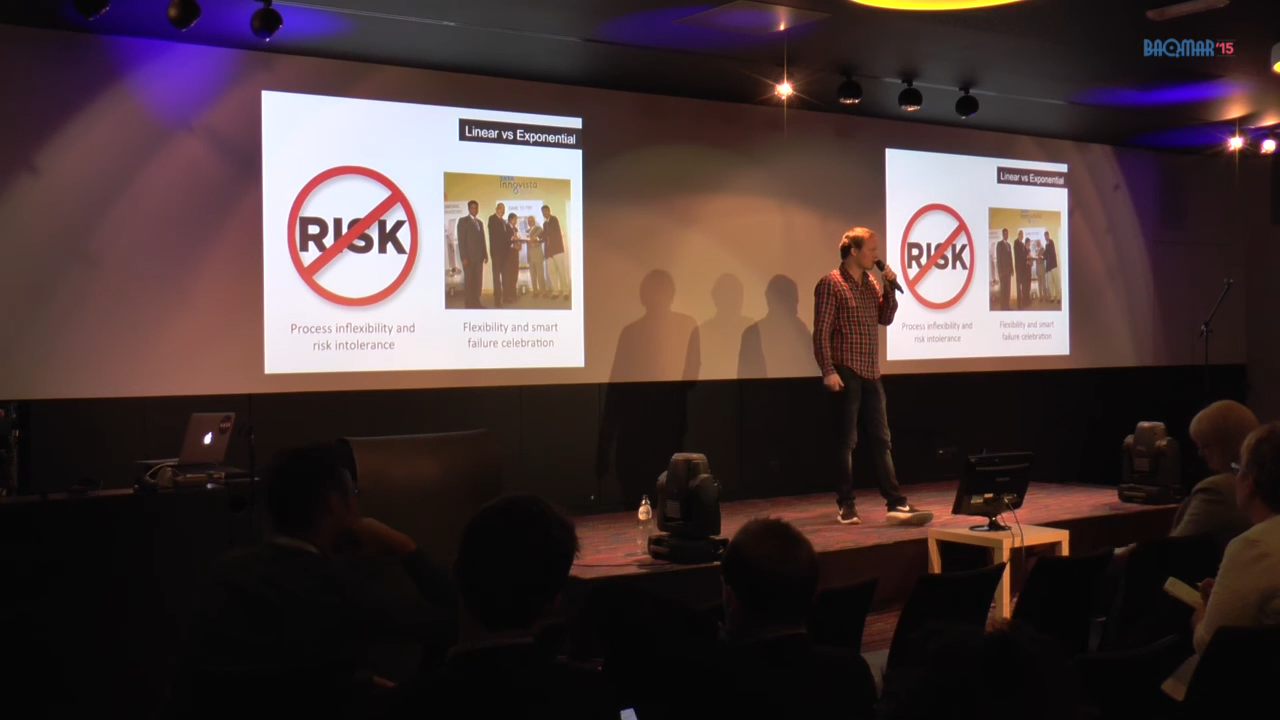 BAQMAR'15
Linear vs Exponential
RISK
Innovista
Process inflexibility and
risk intolerance
Flexibility and smart
failure celebration
Linear vs Exponential
RISK
Process inflexibility and
risk intolerance
Flexibility and smart
failure celebration